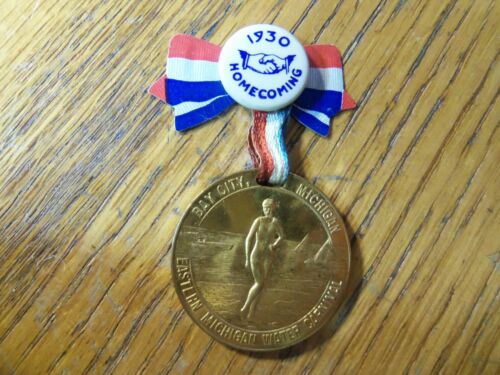 1930
HOMECOMING
BAY CITY, MICHIGAN
EASTERN MICHIGAN WATER CARNIVAL